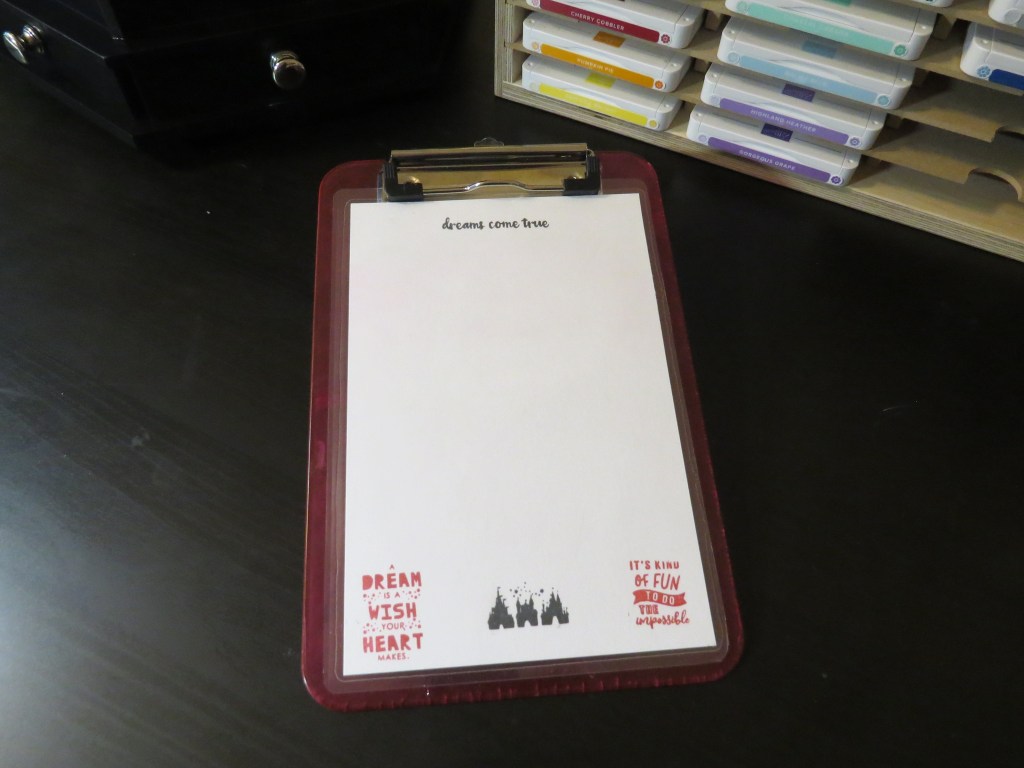 CHERRY COBBLER
PUMPKIN PIE
HIGHLAND HEATHER
GORGEOUS GRAPE
dreams come true
A
DREAM
IS A
WISH
YOUR
HEART
MAKES.
IT'S KIND
OF FUN
TO DO
THE
impossible